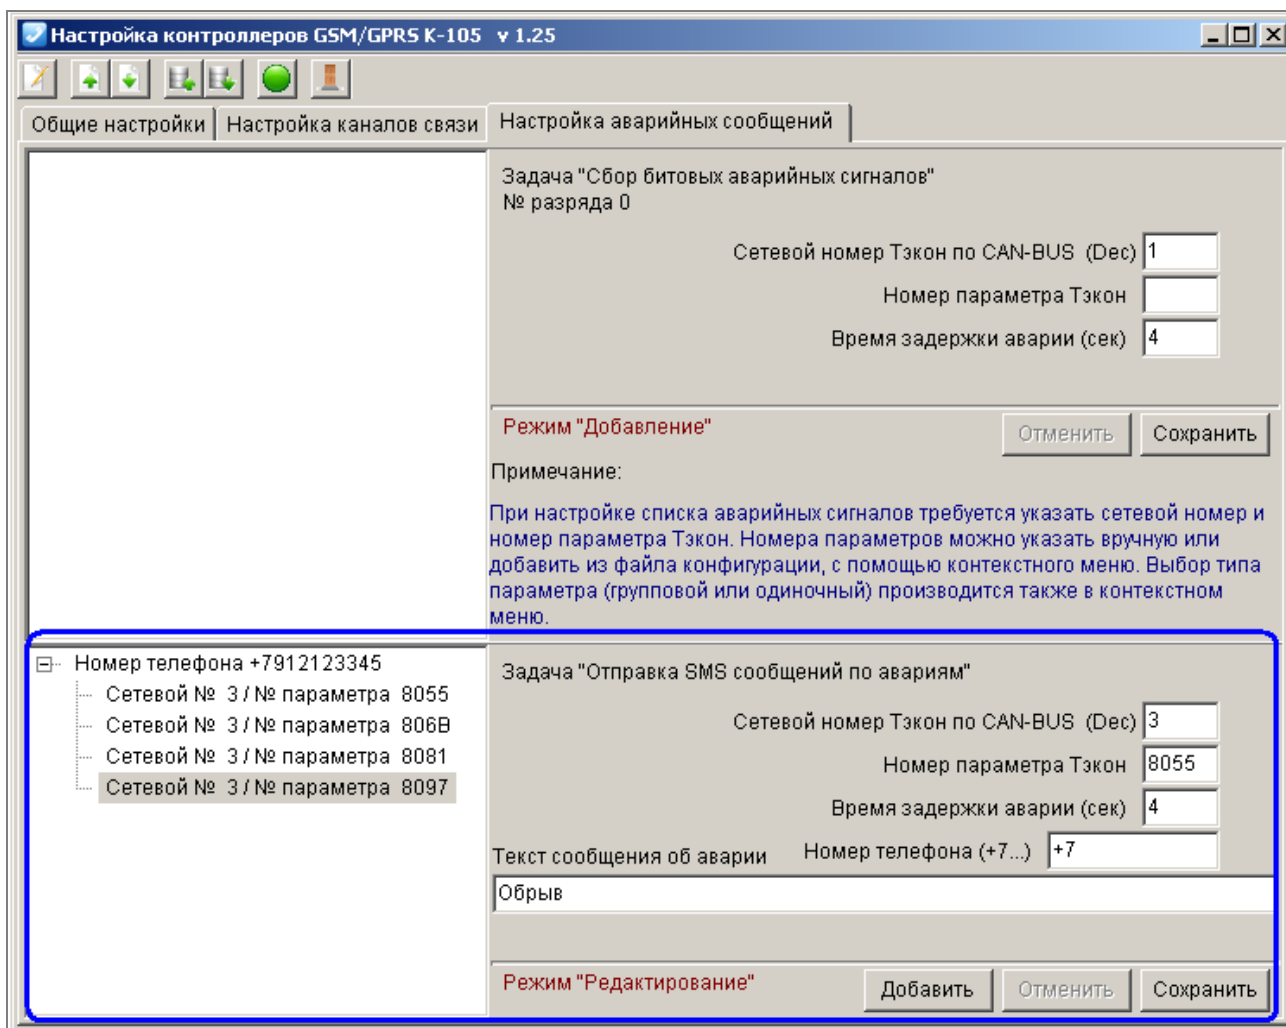 Настройка контроллеров GSM/GPRS K-105 v 1.25
Общие настройки
Настройка каналов связи
Настройка аварийных сообщений
Задача "Сбор битовых аварийных сигналов"
№ разряда 0
Сетевой номер Тэкон по CAN-BUS (Dec) 1
Номер параметра Тэкон
Время задержки аварии (сек) 4
Режим "Добавление"
Отменить
Сохранить
Примечание:
При настройке списка аварийных сигналов требуется указать сетевой номер и
номер параметра Тэкон. Номера параметров можно указать вручную или
добавить из файла конфигурации, с помощью контекстного меню. Выбор типа
параметра (групповой или одиночный) производится также в контекстном
меню.
Номер телефона +7912123345
Сетевой № 3 / № параметра 8055
Сетевой № 3 / № параметра 806B
Сетевой № 3 / № параметра 8081
Сетевой № 3 / № параметра 8097
Задача "Отправка SMS сообщений по авариям"
Сетевой номер Тэкон по CAN-BUS (Dec) 3
Номер параметра Тэкон 8055
Время задержки аварии (сек) 4
Номер телефона (+7...) +7
Текст сообщения об аварии
Обрыв
Режим "Редактирование"
Добавить
Отменить
Сохранить